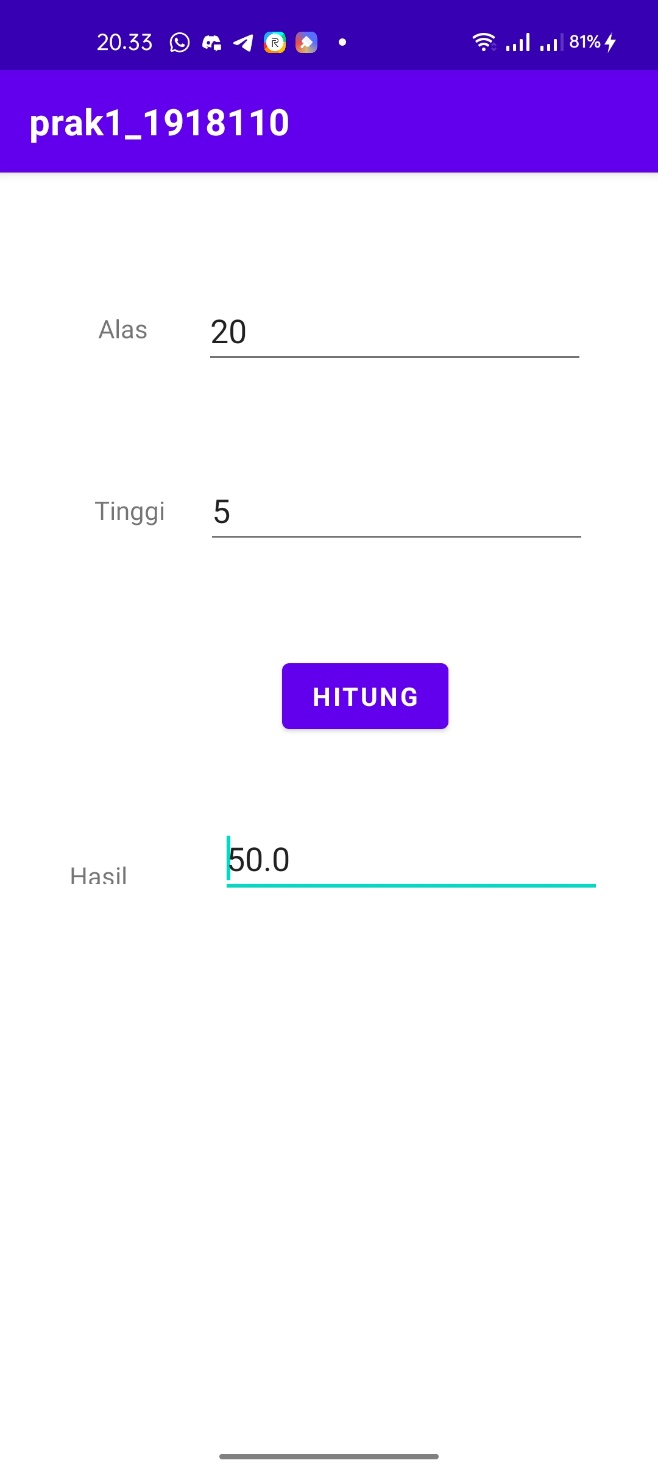 20.33 81%
prak1_1918110
Alas 20
Tinggi 5
HITUNG
Hasil 50.0